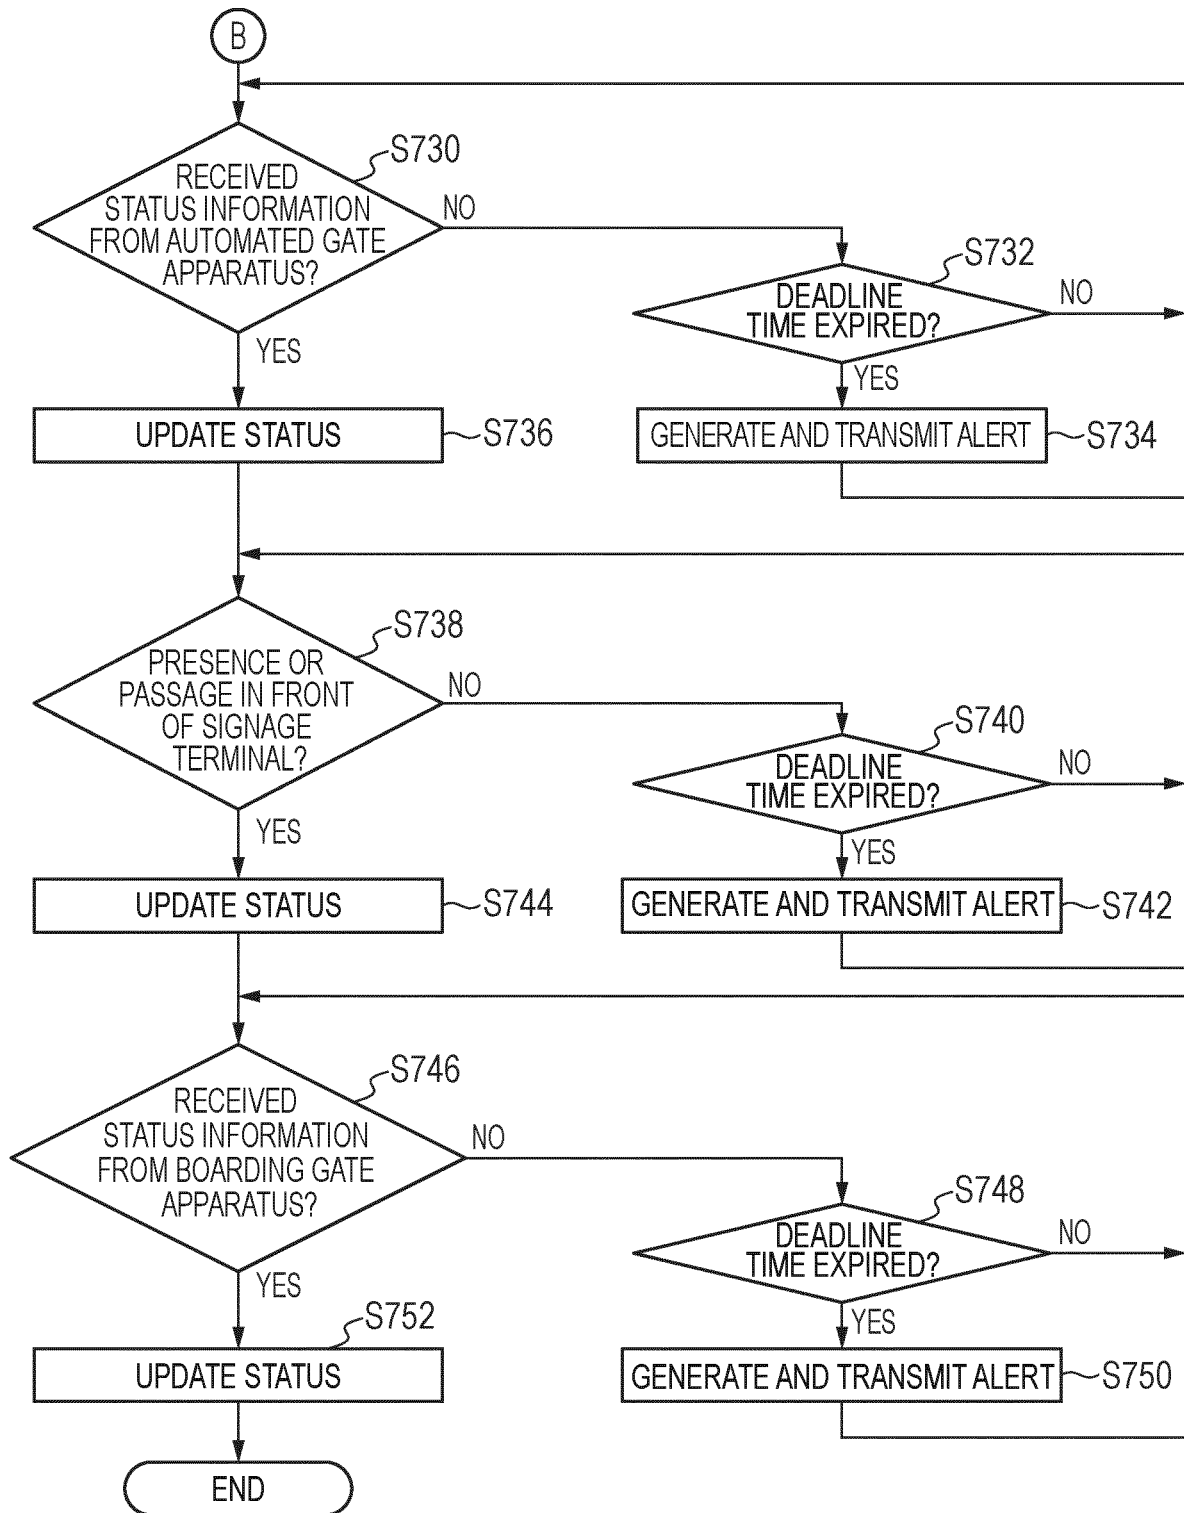 B
S730
RECEIVED
STATUS INFORMATION
FROM AUTOMATED GATE
APPARATUS?
NO
YES
S732
DEADLINE
TIME EXPIRED?
NO
YES
UPDATE STATUS
S736
GENERATE AND TRANSMIT ALERT
S734
S738
PRESENCE OR
PASSAGE IN FRONT
OF SIGNAGE
TERMINAL?
NO
YES
S740
DEADLINE
TIME EXPIRED?
NO
YES
UPDATE STATUS
S744
GENERATE AND TRANSMIT ALERT
S742
S746
RECEIVED
STATUS INFORMATION
FROM BOARDING GATE
APPARATUS?
NO
YES
S748
DEADLINE
TIME EXPIRED?
NO
YES
S752
UPDATE STATUS
GENERATE AND TRANSMIT ALERT
S750
END